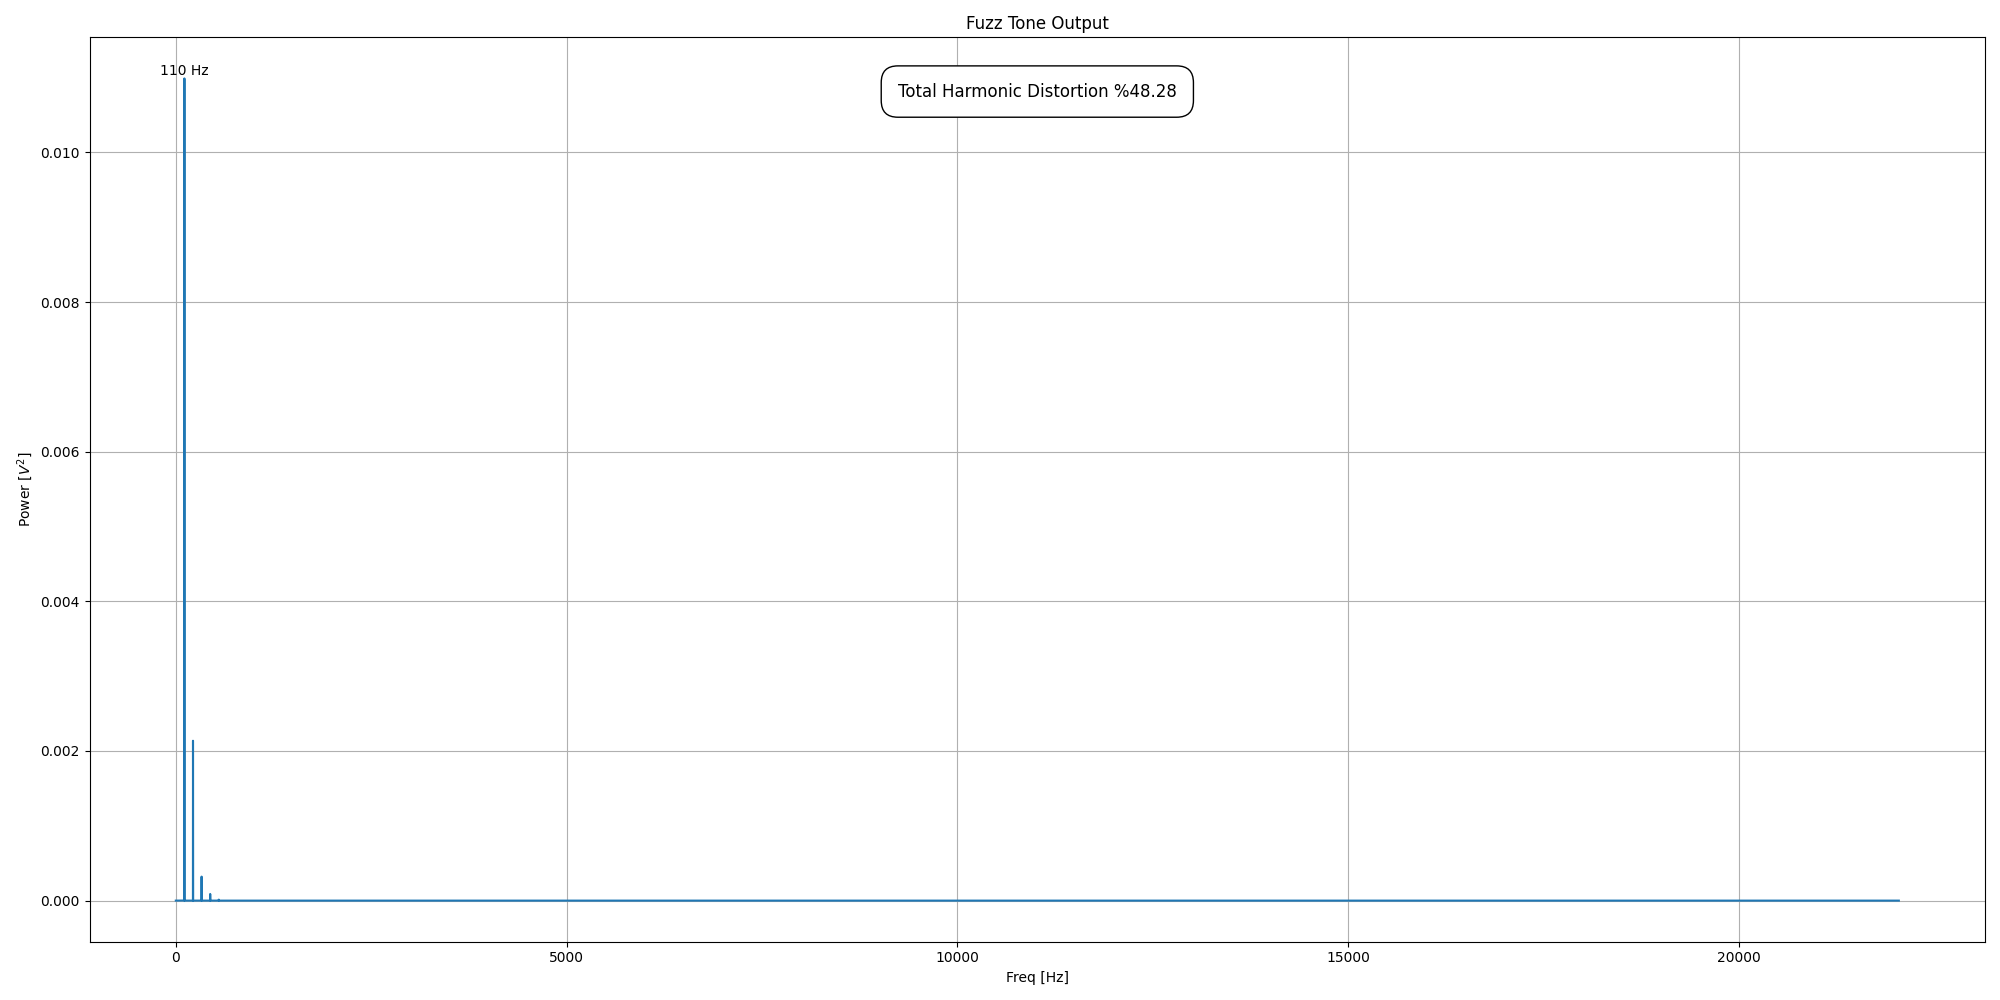 Fuzz Tone Output
110 Hz
Total Harmonic Distortion %48.28
0.010
0.008
0.006
0.004
0.002
0.000
Power [V²]
0 5000 10000 15000 20000
Freq [Hz]